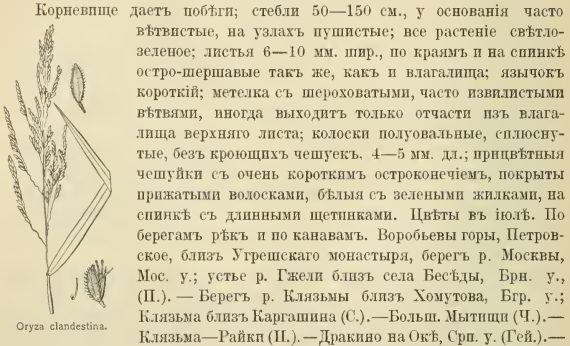 Корневище даетъ побѣги; стебли 50—150 см., у основанія часто
вѣтвистые, на узлахъ пушистые; все растеніе свѣтло-
зеленое; листья 6—10 мм. шир., по краямъ и на спинкѣ
остро-шершавые такъ же, какъ и влагалища; язычокъ
короткій; метелка съ шероховатыми, часто извилистыми
вѣтвями, иногда выходитъ только отчасти изъ влага-
лища верхняго листа; колоски полуовальные, сплюсну-
тые, безъ кроющихъ чешуекъ, 4—5 мм. дл.; прицвѣтныя
чешуйки съ очень короткимъ остроконечіемъ, покрыты
прижатыми волосками, бѣлыя съ зелеными жилками, на
спинкѣ съ длинными щетинками. Цвѣты въ іюлѣ. По
берегамъ рѣкъ и по канавамъ. Воробьевы горы, Петров-
ское, близъ Угрешскаго монастыря, берегъ р. Москвы,
Мос. у.; устье р. Гжели близъ села Бесѣды, Брн. у.,
(П.). — Берегъ р. Клязьмы близъ Хомутова, Бгр. у.;
Клязьма близъ Каргашина (С.).—Больш. Мытищи (Ч.).—
Клязьма—Райки (П.).—Дракино на Окѣ, Срп. у. (Гей.).—
Oryza clandestina.